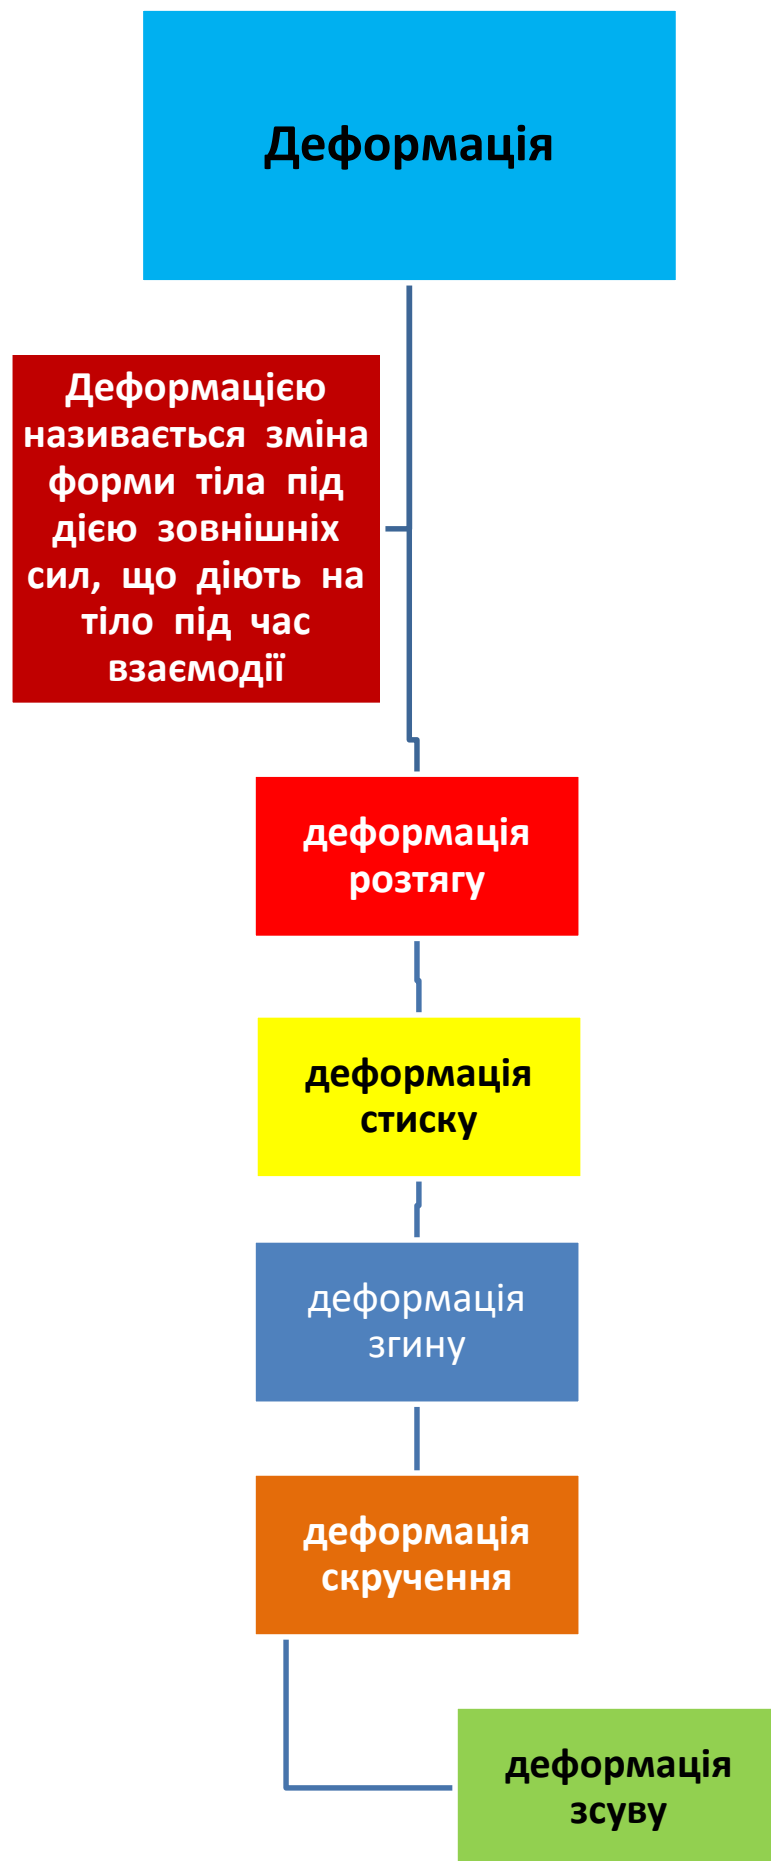 Деформація
Деформацією
називається зміна
форми тіла під
дією зовнішніх
сил, що діють на
тіло під час
взаємодії
деформація
розтягу
деформація
стиску
деформація
згину
деформація
скручення
деформація
зсуву